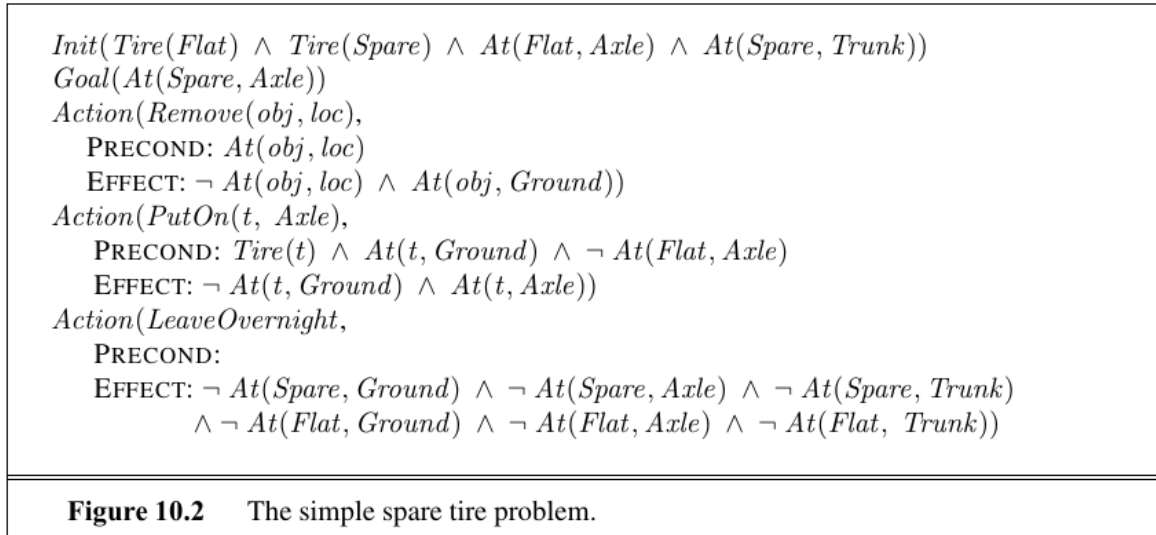 Init(Tire(Flat) ∧ Tire(Spare) ∧ At(Flat, Axle) ∧ At(Spare, Trunk))
Goal(At(Spare, Axle))
Action(Remove(obj, loc),
PRECOND: At(obj, loc)
EFFECT: ¬ At(obj, loc) ∧ At(obj, Ground))
Action(PutOn(t, Axle),
PRECOND: Tire(t) ∧ At(t, Ground) ∧ ¬ At(Flat, Axle)
EFFECT: ¬ At(t, Ground) ∧ At(t, Axle))
Action(LeaveOvernight,
PRECOND:
EFFECT: ¬ At(Spare, Ground) ∧ ¬ At(Spare, Axle) ∧ ¬ At(Spare, Trunk)
∧ ¬ At(Flat, Ground) ∧ ¬ At(Flat, Axle) ∧ ¬ At(Flat, Trunk))
Figure 10.2 The simple spare tire problem.